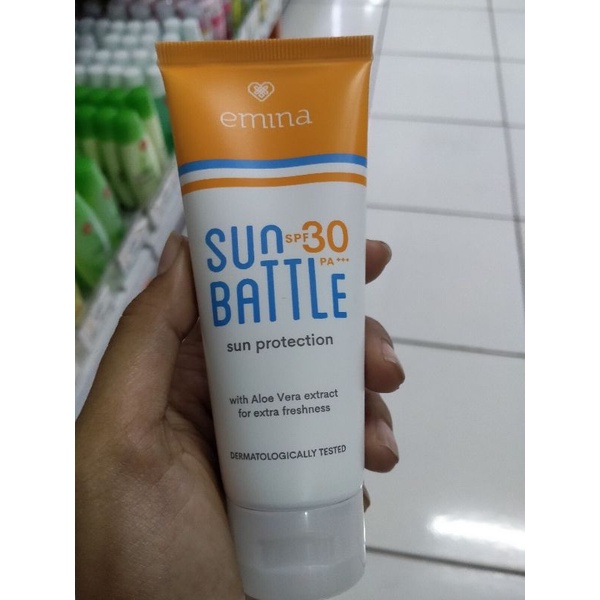 emina
SUN SPF 30
PA+++
BATTLE
sun protection
with Aloe Vera extract
for extra freshness
DERMATOLOGICALLY TESTED